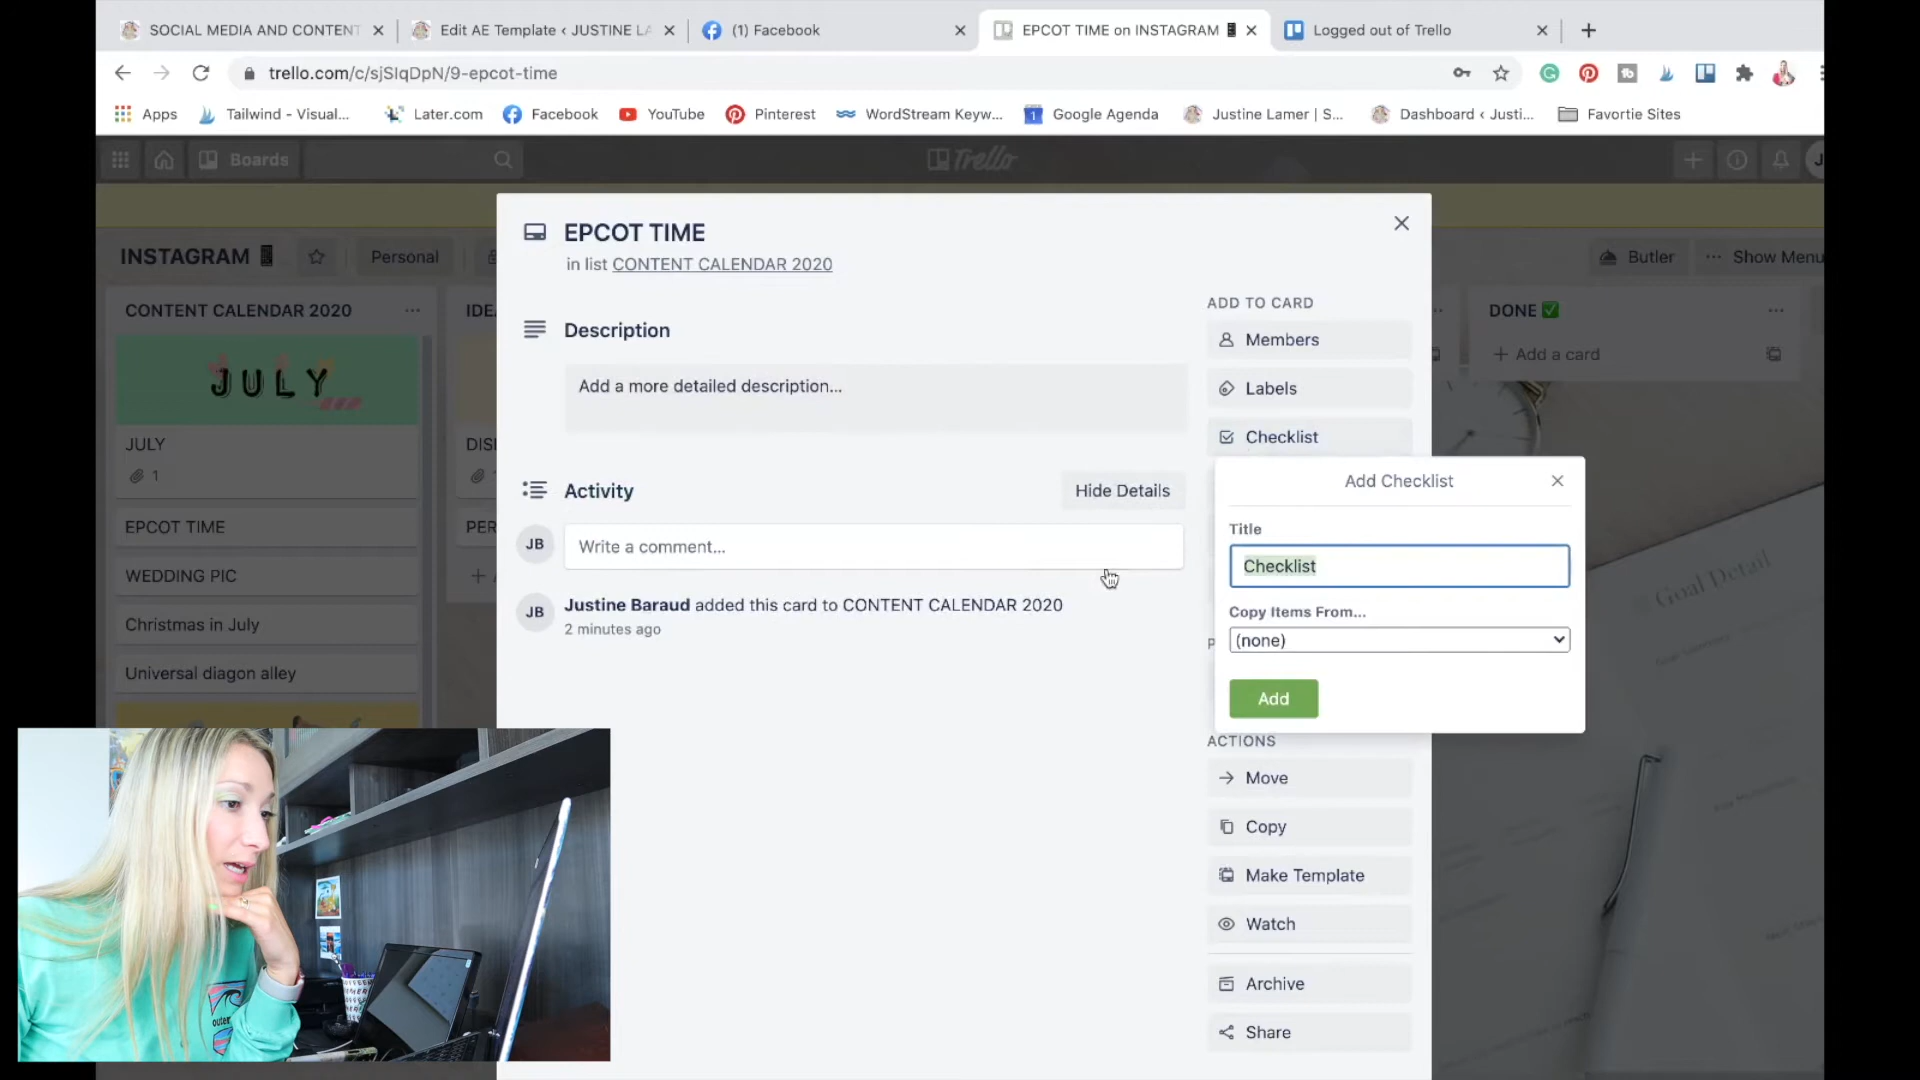 SOCIAL MEDIA AND CONTENT
Edit AE Template ‹ JUSTINE LA
(1) Facebook
EPCOT TIME on INSTAGRAM
Logged out of Trello
trello.com/c/sjSIqDpN/9-epcot-time
Apps
Tailwind - Visual...
Later.com
Facebook
YouTube
Pinterest
WordStream Keyw...
Google Agenda
Justine Lamer | S...
Dashboard ‹ Justi...
Favortie Sites
Boards
Trello
INSTAGRAM
Personal
Butler
Show Menu
CONTENT CALENDAR 2020
JULY
JULY
1
EPCOT TIME
WEDDING PIC
Christmas in July
Universal diagon alley
DONE
+ Add a card
EPCOT TIME
in list CONTENT CALENDAR 2020
Description
Add a more detailed description...
Activity
Hide Details
JB
Write a comment...
JB
Justine Baraud added this card to CONTENT CALENDAR 2020
2 minutes ago
ADD TO CARD
Members
Labels
Checklist
Add Checklist
Title
Checklist
Copy Items From...
(none)
Add
ACTIONS
Move
Copy
Make Template
Watch
Archive
Share
Goal Detail